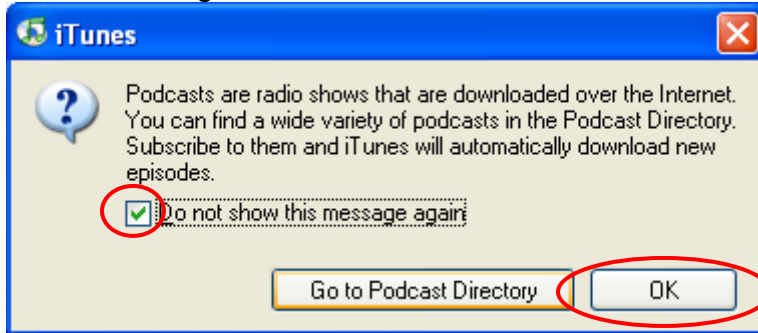 iTunes
Podcasts are radio shows that are downloaded over the Internet.
You can find a wide variety of podcasts in the Podcast Directory.
Subscribe to them and iTunes will automatically download new
episodes.
Do not show this message again
Go to Podcast Directory
OK